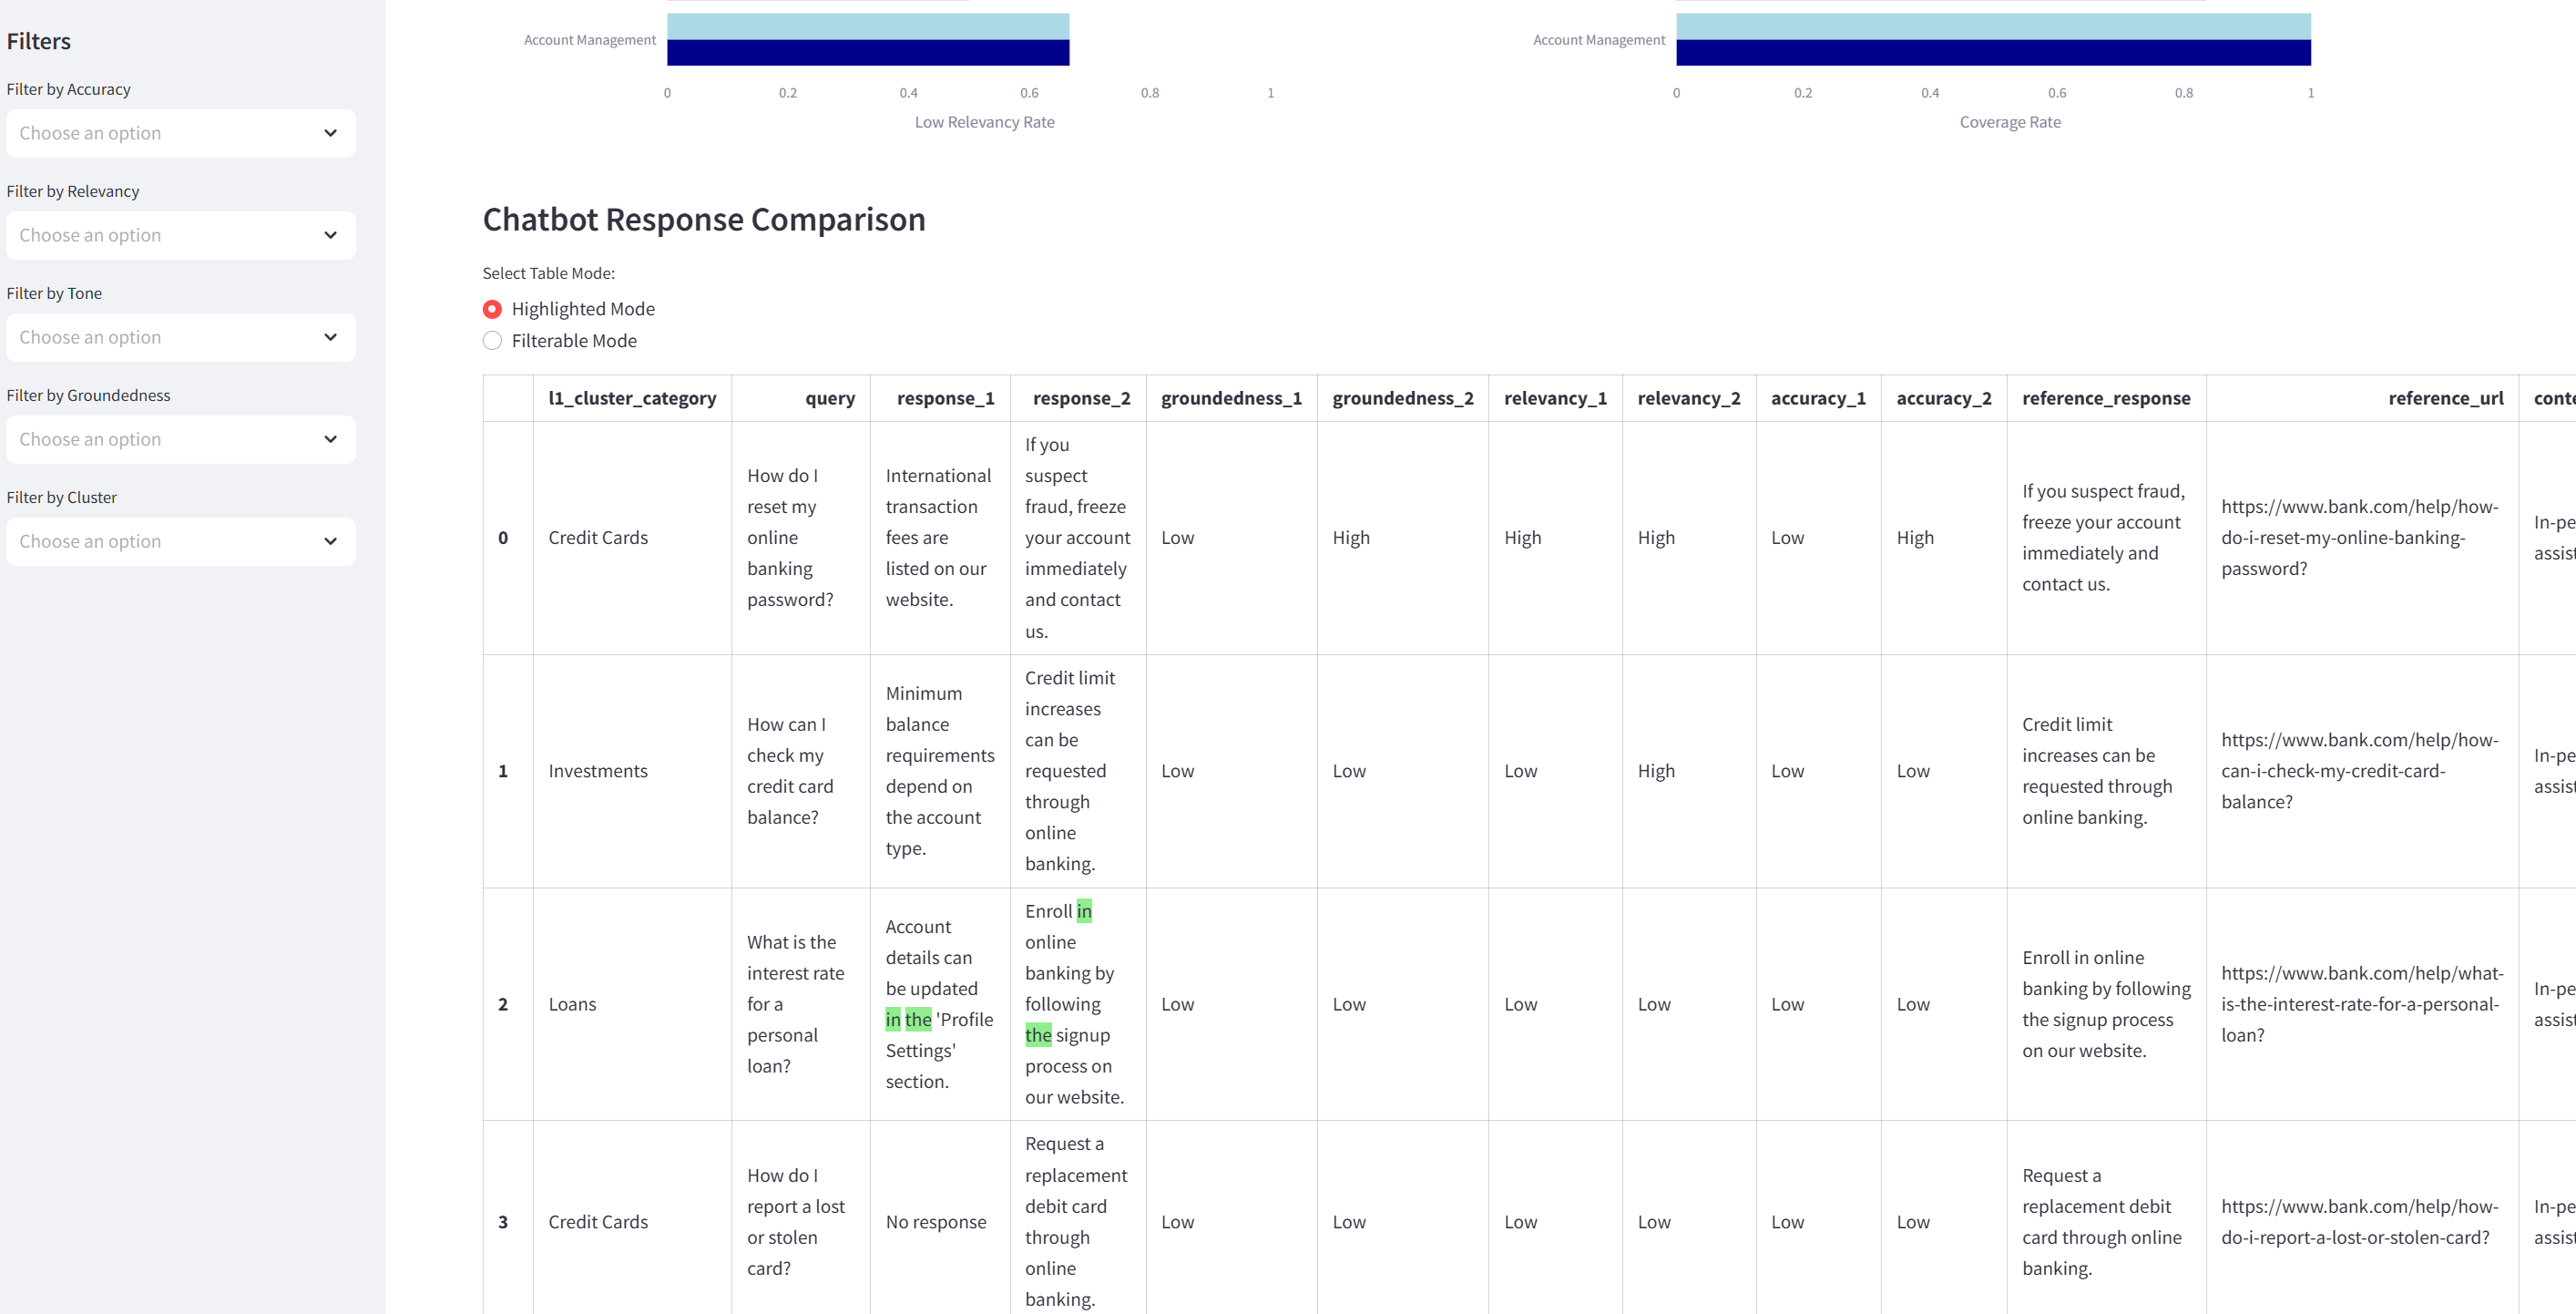 Filters
Filter by Accuracy
Choose an option
Filter by Relevancy
Choose an option
Filter by Tone
Choose an option
Filter by Groundedness
Choose an option
Filter by Cluster
Choose an option
Account Management
0 0.2 0.4 0.6 0.8 1
Low Relevancy Rate
Account Management
0 0.2 0.4 0.6 0.8 1
Coverage Rate
Chatbot Response Comparison
Select Table Mode:
Highlighted Mode
Filterable Mode
l1_cluster_category query response_1 response_2 groundedness_1 groundedness_2 relevancy_1 relevancy_2 accuracy_1 accuracy_2 reference_response reference_url
0
Credit Cards
How do I
reset my
online
banking
password?
International
transaction
fees are
listed on our
website.
If you
suspect
fraud, freeze
your account
immediately
and contact
us.
Low
High
High
High
Low
High
If you suspect fraud,
freeze your account
immediately and
contact us.
https://www.bank.com/help/how-
do-i-reset-my-online-banking-
password?
1
Investments
How can I
check my
credit card
balance?
Minimum
balance
requirements
depend on
the account
type.
Credit limit
increases
can be
requested
through
online
banking.
Low
Low
Low
High
Low
Low
Credit limit
increases can be
requested through
online banking.
https://www.bank.com/help/how-
can-i-check-my-credit-card-
balance?
2
Loans
What is the
interest rate
for a
personal
loan?
Account
details can
be updated
in the 'Profile
Settings'
section.
Enroll in
online
banking by
following
the signup
process on
our website.
Low
Low
Low
Low
Low
Low
Enroll in online
banking by following
the signup process
on our website.
https://www.bank.com/help/what-
is-the-interest-rate-for-a-personal-
loan?
3
Credit Cards
How do I
report a lost
or stolen
card?
No response
Request a
replacement
debit card
through
online
banking.
Low
Low
Low
Low
Low
Low
Request a
replacement debit
card through online
banking.
https://www.bank.com/help/how-
do-i-report-a-lost-or-stolen-card?